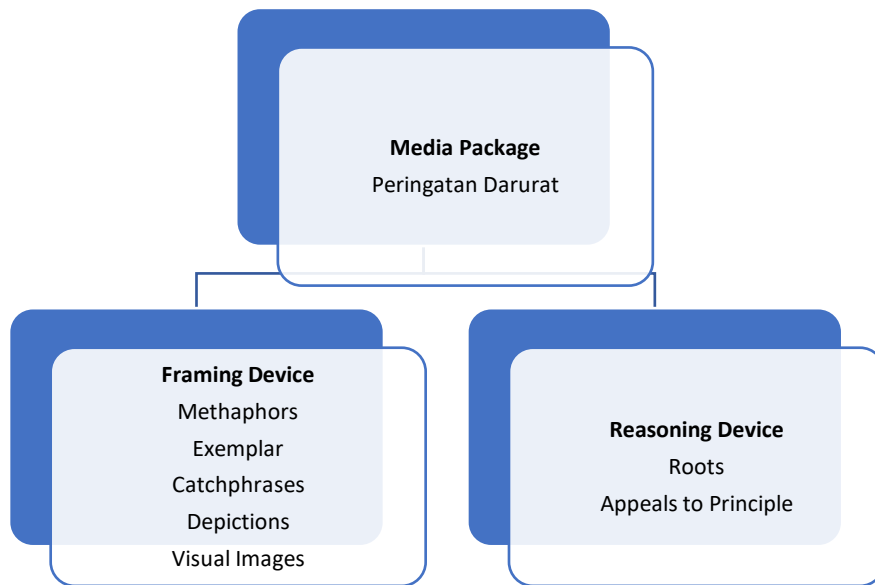 Media Package
Peringatan Darurat
Framing Device
Methaphors
Exemplar
Catchphrases
Depictions
Visual Images
Reasoning Device
Roots
Appeals to Principle